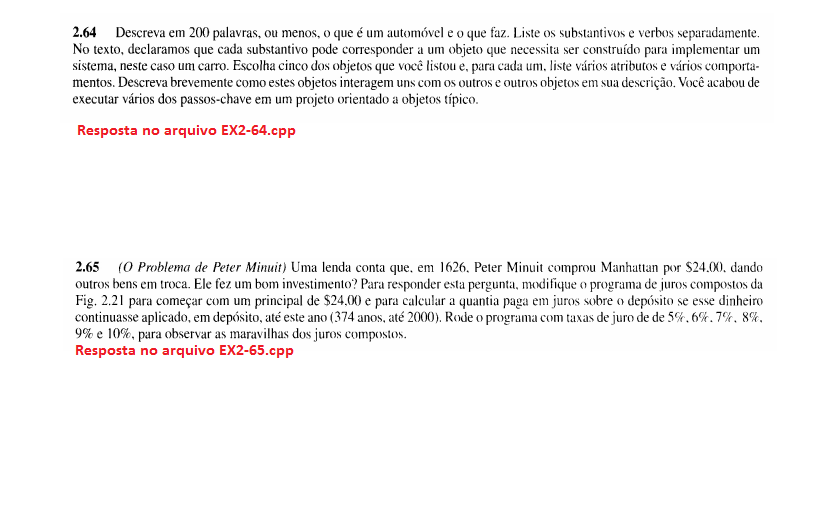 2.64 Descreva em 200 palavras, ou menos, o que é um automóvel e o que faz. Liste os substantivos e verbos separadamente.
No texto, declaramos que cada substantivo pode corresponder a um objeto que necessita ser construído para implementar um
sistema, neste caso um carro. Escolha cinco dos objetos que você listou e, para cada um, liste vários atributos e vários comporta-
mentos. Descreva brevemente como estes objetos interagem uns com os outros e outros objetos em sua descrição. Você acabou de
executar vários dos passos-chave em um projeto orientado a objetos típico.
Resposta no arquivo EX2-64.cpp
2.65 (O Problema de Peter Minuit) Uma lenda conta que, em 1626, Peter Minuit comprou Manhattan por $24.00, dando
outros bens em troca. Ele fez um bom investimento? Para responder esta pergunta, modifique o programa de juros compostos da
Fig. 2.21 para começar com um principal de $24.00 e para calcular a quantia paga em juros sobre o depósito se esse dinheiro
continuasse aplicado, em depósito, até este ano (374 anos, até 2000). Rode o programa com taxas de juro de de 5%, 6%, 7%, 8%,
9% e 10%, para observar as maravilhas dos juros compostos.
Resposta no arquivo EX2-65.cpp